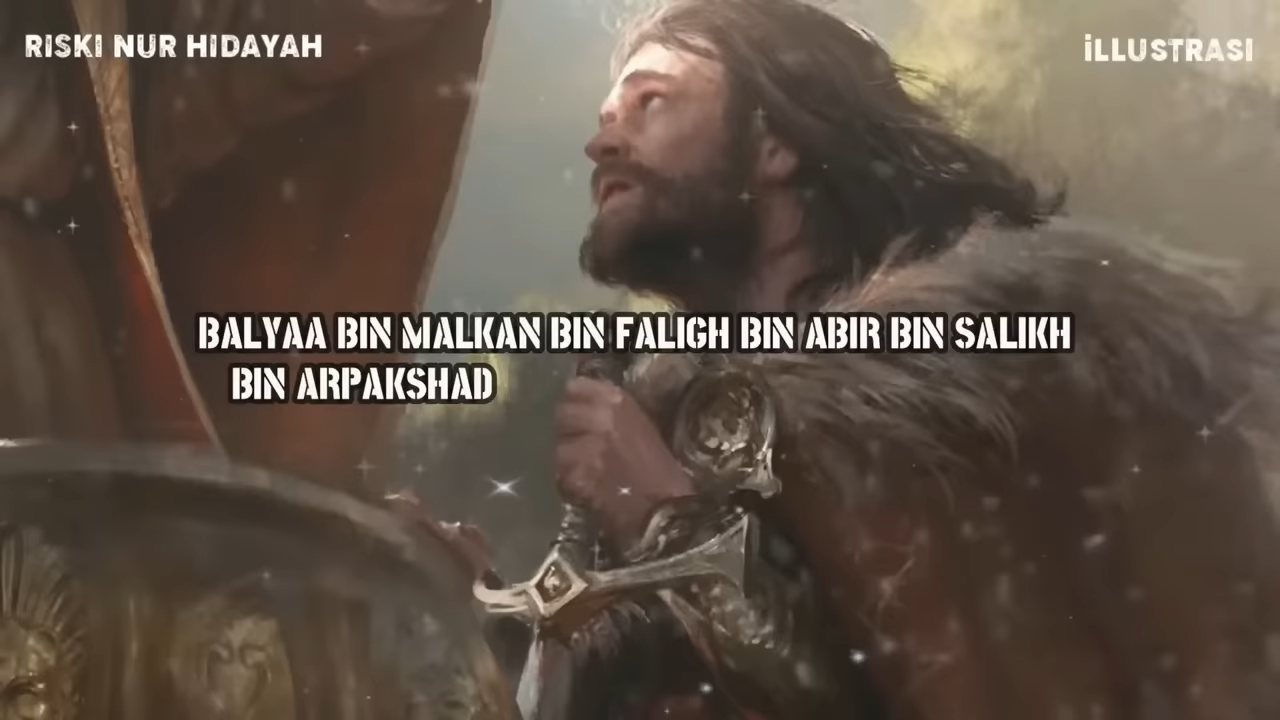 RISKI NUR HIDAYAH
iLLUSTRASI
BALYAA BIN MALKAN BIN FALIGH BIN ABIR BIN SALIKH
BIN ARPAKSHAD